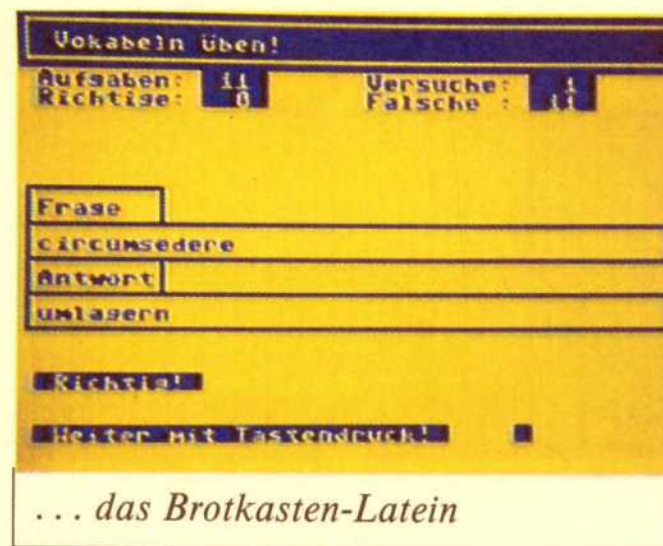 Vokabeln üben!
Aufgaben: 11 Versuche: 1
Richtige: 0 Falsche : 11
Frage
circumsedere
Antwort
umlagern
Richtig!
Weiter mit Tastendruck!
... das Brotkasten-Latein